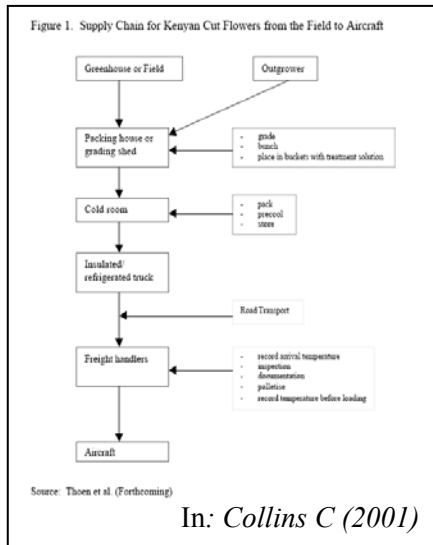 Figure 1. Supply Chain for Kenyan Cut Flowers from the Field to Aircraft
Greenhouse or Field
Outgrower
Packing house or
grading shed
- grade
- bunch
- place in buckets with treatment solution
Cold room
- pack
- precool
- store
Insulated/
refrigerated truck
Road Transport
Freight handlers
- record arrival temperature
- inspection
- documentation
- palletise
- record temperature before loading
Aircraft
Source: Thoen et al. (Forthcoming)
In: Collins C (2001)